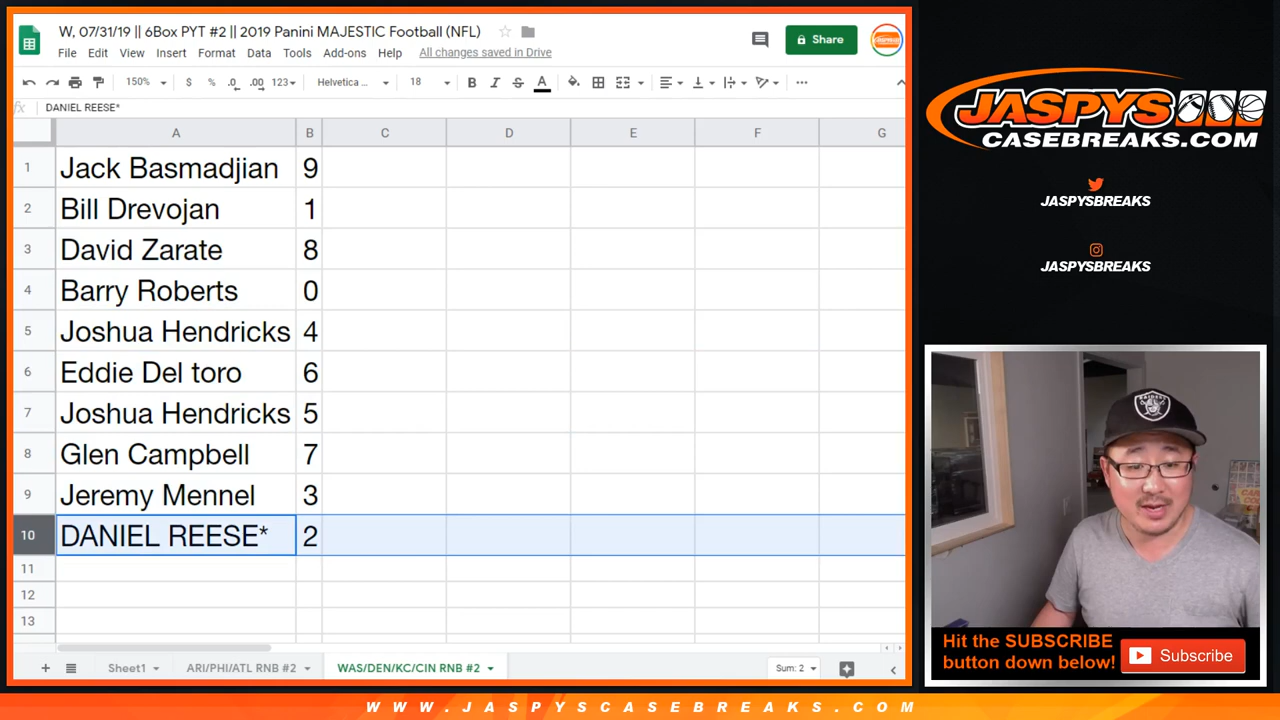 W, 07/31/19 || 6Box PYT #2 || 2019 Panini MAJESTIC Football (NFL)
File Edit View Insert Format Data Tools Add-ons Help All changes saved in Drive
Share
150% $ % .0 .00 123 Helvetica ... 18 B I S A
fx DANIEL REESE*
A B C D E F G
1 Jack Basmadjian 9
2 Bill Drevojan 1
3 David Zarate 8
4 Barry Roberts 0
5 Joshua Hendricks 4
6 Eddie Del toro 6
7 Joshua Hendricks 5
8 Glen Campbell 7
9 Jeremy Mennel 3
10 DANIEL REESE* 2
11
12
13
Sheet1 ARI/PHI/ATL RNB #2 WAS/DEN/KC/CIN RNB #2 Sum: 2
JASPYS
CASEBREAKS.COM
JASPYSBREAKS
JASPYSBREAKS
RAIDERS
Hit the SUBSCRIBE
button down below!
Subscribe
WWW.JASPYSCASEBREAKS.COM